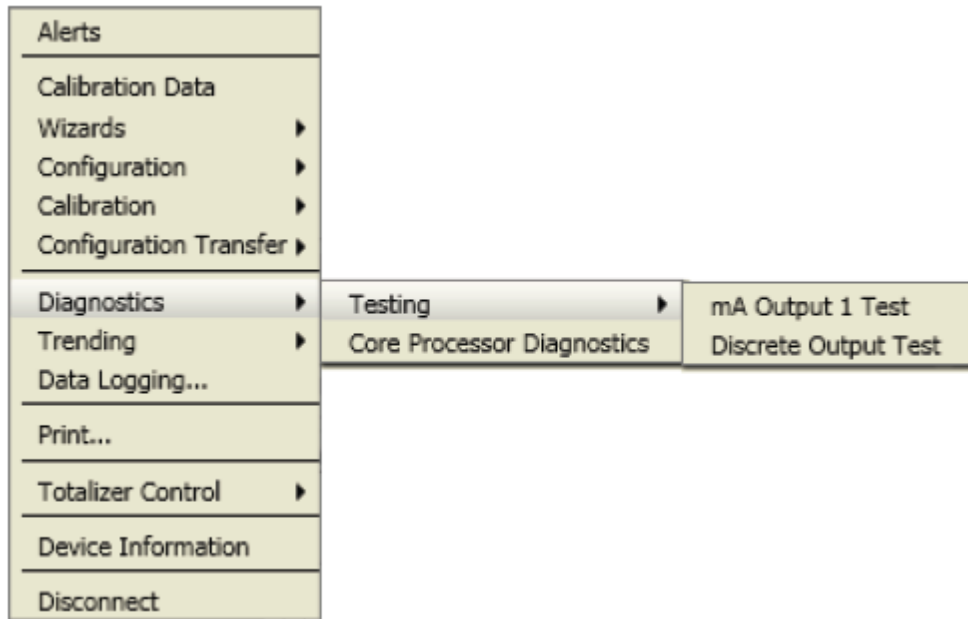 Alerts
Calibration Data
Wizards
Configuration
Calibration
Configuration Transfer
Diagnostics
Testing
mA Output 1 Test
Trending
Core Processor Diagnostics
Discrete Output Test
Data Logging...
Print...
Totalizer Control
Device Information
Disconnect